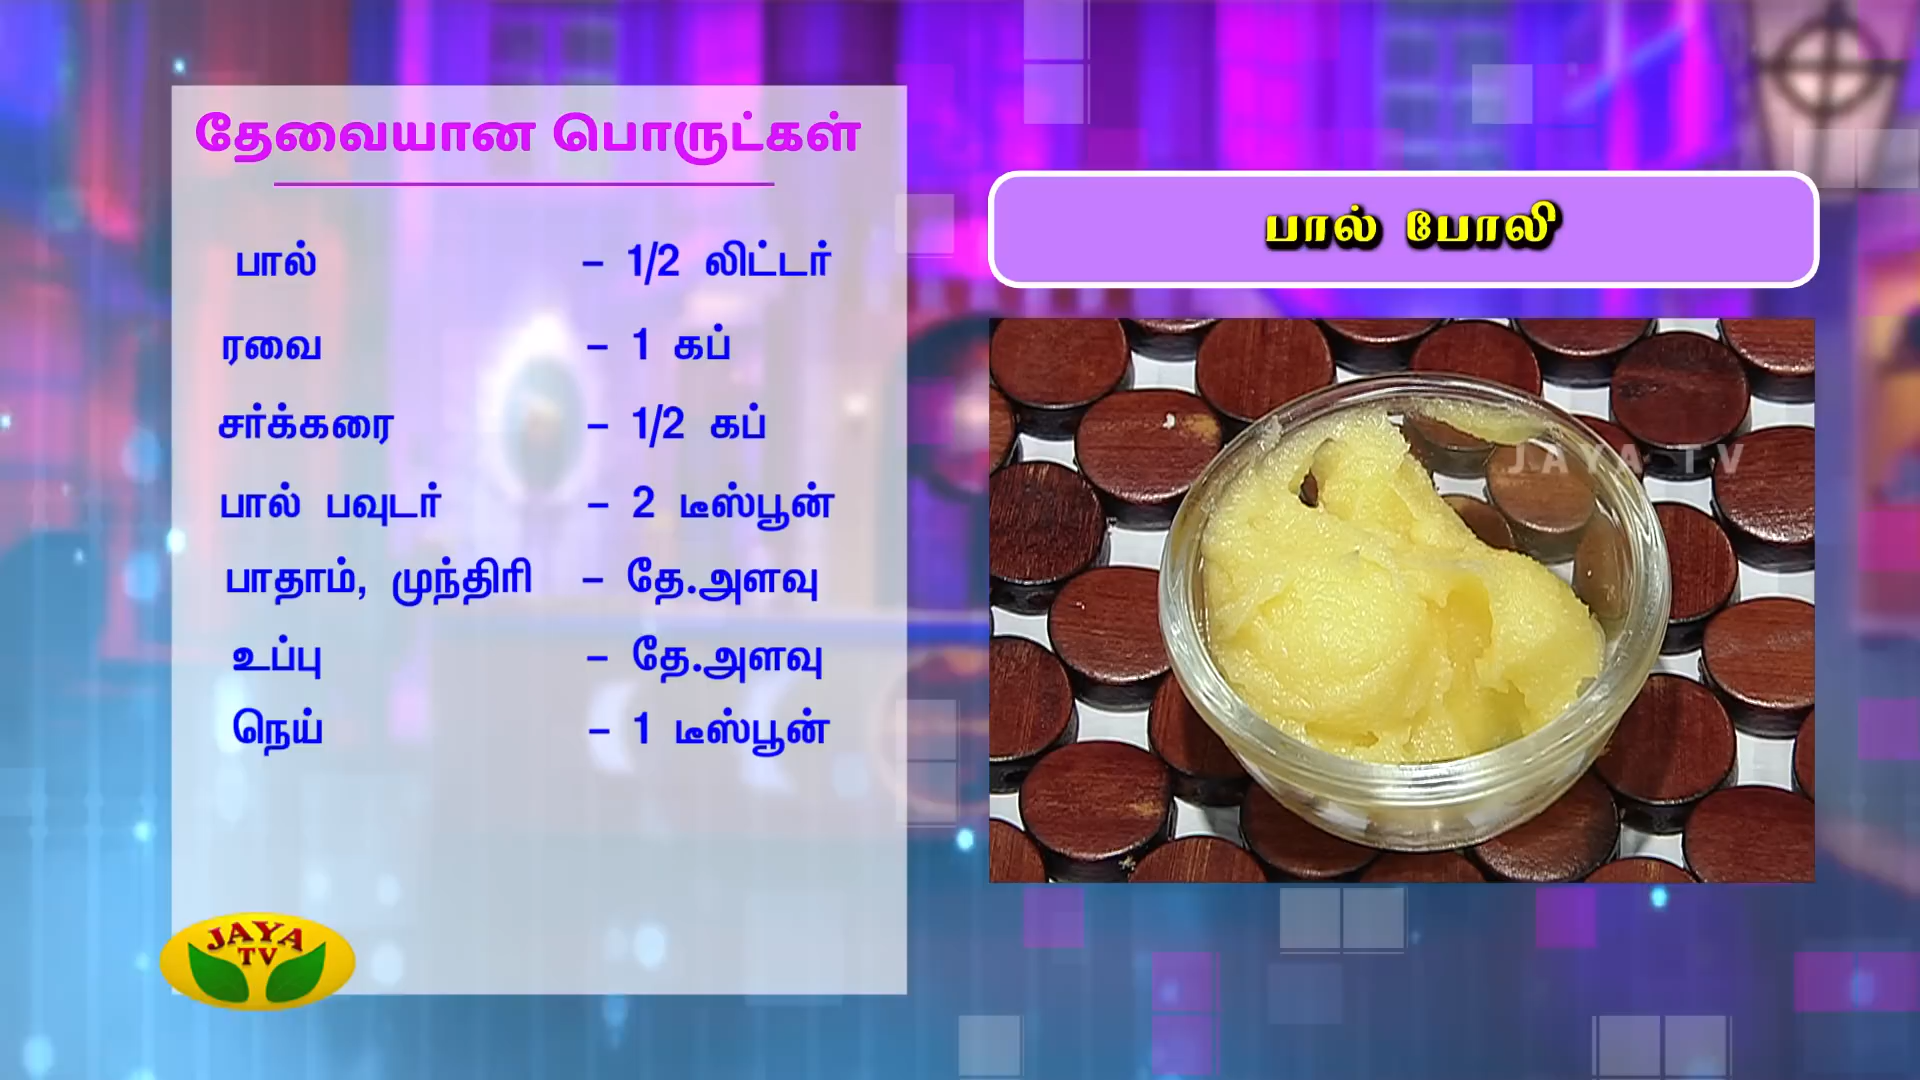 தேவையான பொருட்கள்
பால் – 1/2 லிட்டர்
ரவை – 1 கப்
சர்க்கரை – 1/2 கப்
பால் பவுடர் – 2 டீஸ்பூன்
பாதாம், முந்திரி – தே.அளவு
உப்பு – தே.அளவு
நெய் – 1 டீஸ்பூன்
JAYA
TV
பால் போலி
JAYA TV